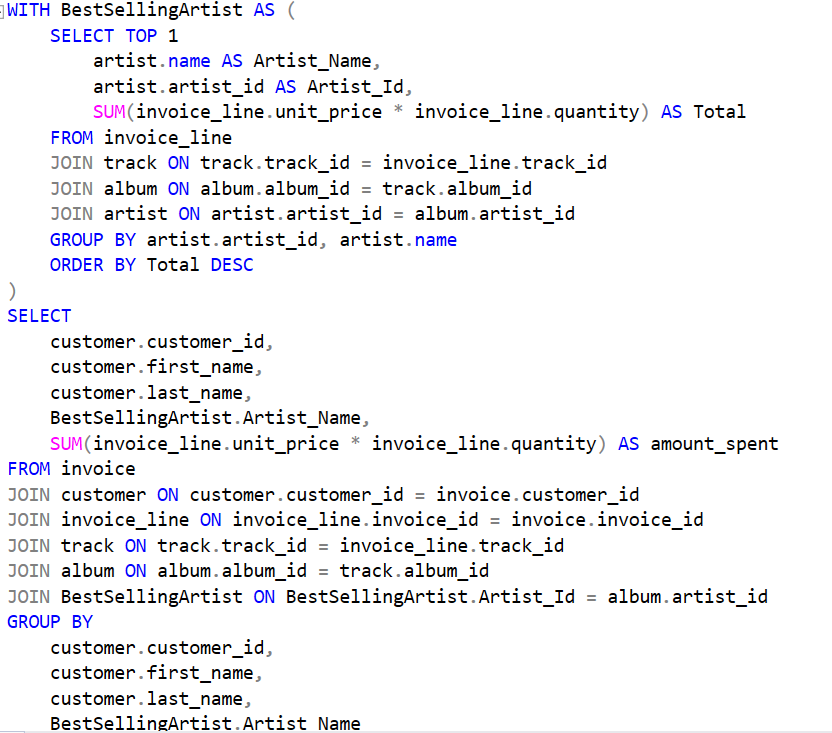 WITH BestSellingArtist AS (
    SELECT TOP 1
        artist.name AS Artist_Name,
        artist.artist_id AS Artist_Id,
        SUM(invoice_line.unit_price * invoice_line.quantity) AS Total
    FROM invoice_line
    JOIN track ON track.track_id = invoice_line.track_id
    JOIN album ON album.album_id = track.album_id
    JOIN artist ON artist.artist_id = album.artist_id
    GROUP BY artist.artist_id, artist.name
    ORDER BY Total DESC
)
SELECT
    customer.customer_id,
    customer.first_name,
    customer.last_name,
    BestSellingArtist.Artist_Name,
    SUM(invoice_line.unit_price * invoice_line.quantity) AS amount_spent
FROM invoice
JOIN customer ON customer.customer_id = invoice.customer_id
JOIN invoice_line ON invoice_line.invoice_id = invoice.invoice_id
JOIN track ON track.track_id = invoice_line.track_id
JOIN album ON album.album_id = track.album_id
JOIN BestSellingArtist ON BestSellingArtist.Artist_Id = album.artist_id
GROUP BY
    customer.customer_id,
    customer.first_name,
    customer.last_name,
    BestSellingArtist.Artist_Name